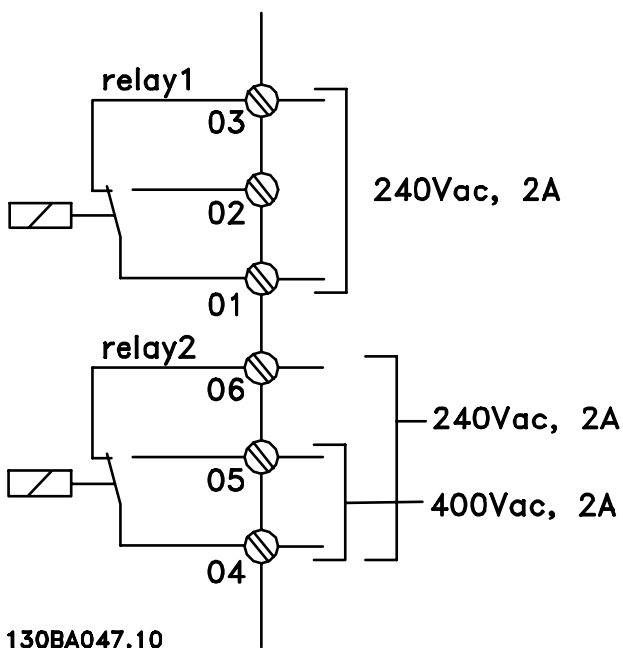 relay1
03
02
240Vac, 2A
01
relay2
06
240Vac, 2A
05
400Vac, 2A
04
130BA047.10